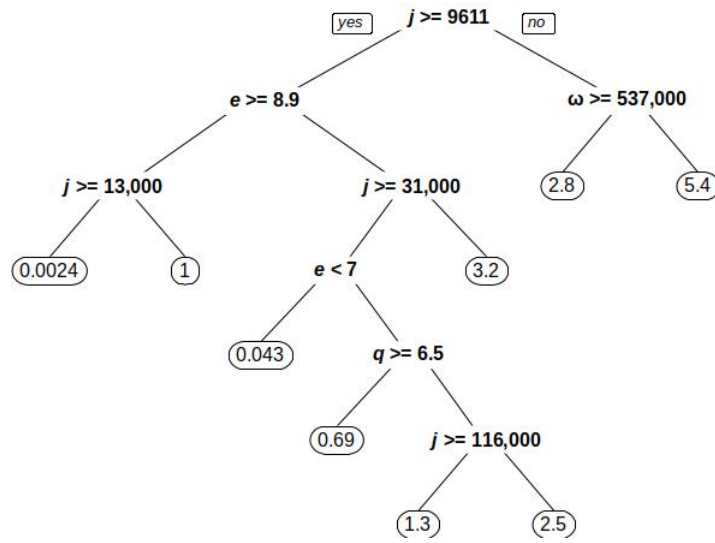 yes j >= 9611 no
e >= 8.9 ω >= 537,000
j >= 13,000 j >= 31,000 2.8 5.4
0.0024 1 e < 7 3.2
0.043 q >= 6.5
0.69 j >= 116,000
1.3 2.5